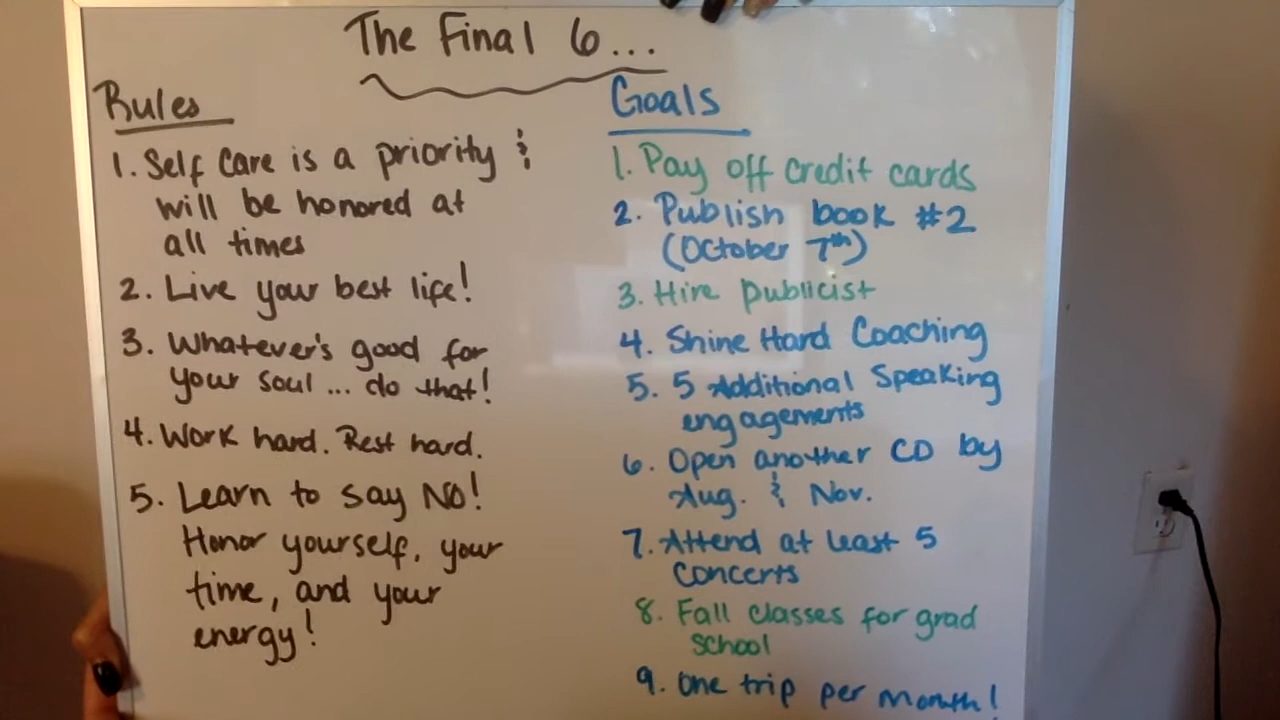 The Final 6...
Rules
1. Self Care is a priority &
will be honored at
all times
2. Live your best life!
3. Whatever's good for
your soul ... do that!
4. Work hard. Rest hard.
5. Learn to say NO!
Honor yourself, your
time, and your
energy!
Goals
1. Pay off credit cards
2. Publish book #2
(October 7th)
3. Hire publicist
4. Shine Hard Coaching
5. 5 Additional Speaking
engagements
6. Open another CD by
Aug. & Nov.
7. Attend at least 5
concerts
8. Fall classes for grad
school
9. One trip per month!